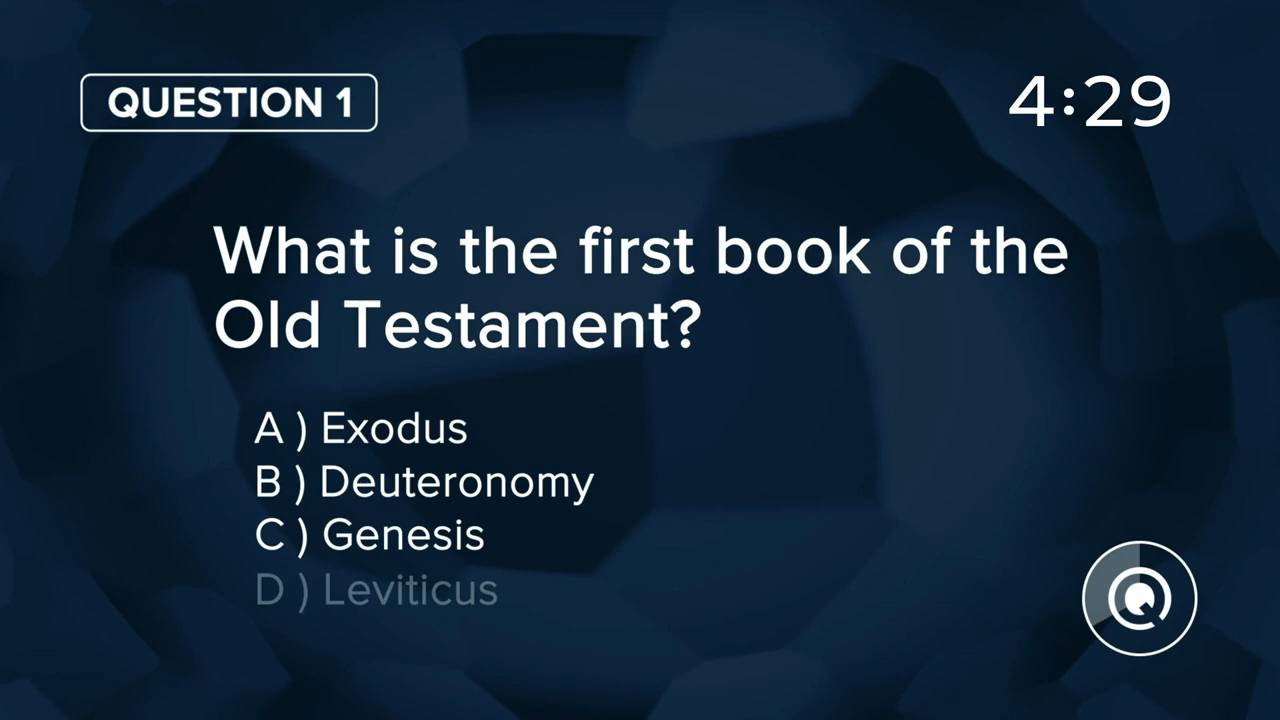 QUESTION 1
4:29
What is the first book of the
Old Testament?
A ) Exodus
B ) Deuteronomy
C ) Genesis
D ) Leviticus
Q